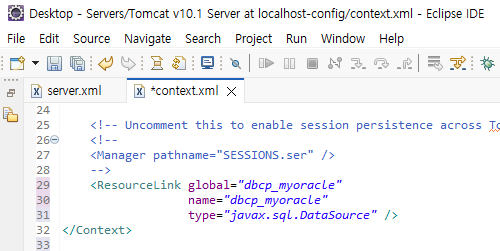 Desktop - Servers/Tomcat v10.1 Server at localhost-config/context.xml - Eclipse IDE
File Edit Source Navigate Search Project Run Window Help
server.xml *context.xml
24
25 <!-- Uncomment this to enable session persistence across To
26 <!--
27 <Manager pathname="SESSIONS.ser" />
28 -->
29 <ResourceLink global="dbcp_myoracle"
30 name="dbcp_myoracle"
31 type="javax.sql.DataSource" />
32 </Context>
33